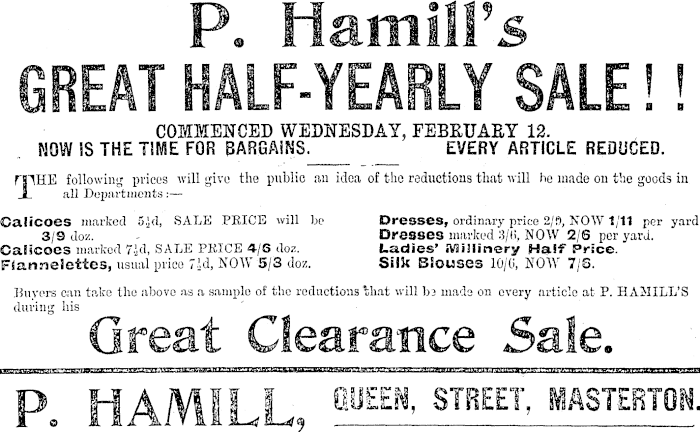 P. Hamill's
GREAT HALF-YEARLY SALE!!
COMMENCED WEDNESDAY, FEBRUARY 12.
NOW IS THE TIME FOR BARGAINS. EVERY ARTICLE REDUCED.
THE following prices will give the public an idea of the reductions that will be made on the goods in
all Departments:—
Calicoes marked 5½d, SALE PRICE will be
3/9 doz.
Calicoes marked 7½d, SALE PRICE 4/6 doz.
Flannelettes, usual price 7½d, NOW 5/3 doz.
Dresses, ordinary price 2/9, NOW 1/11 per yard
Dresses marked 3/6, NOW 2/6 per yard.
Ladies' Millinery Half Price.
Silk Blouses 10/6, NOW 7/6.
Buyers can take the above as a sample of the reductions that will be made on every article at P. HAMILL'S
during his
Great Clearance Sale.
P. HAMILL, QUEEN, STREET, MASTERTON.